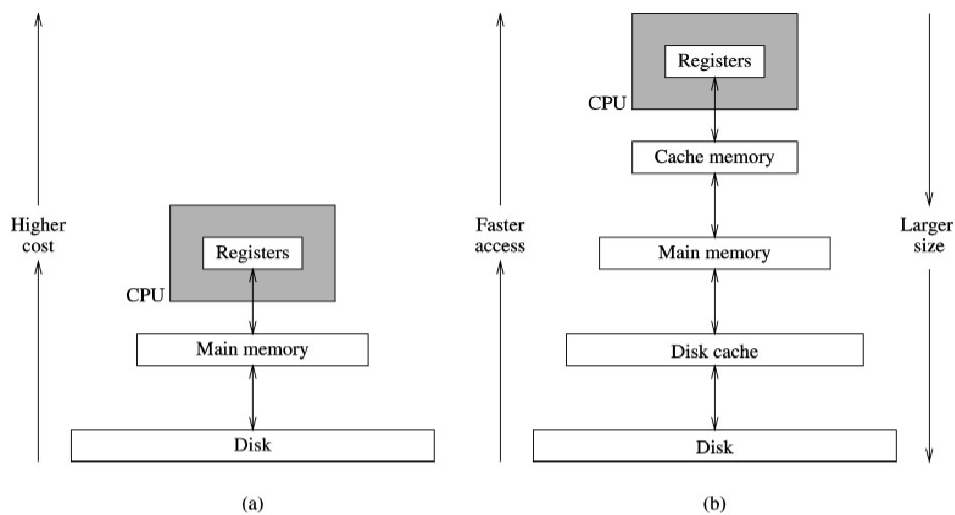 Higher
cost
Registers
CPU
Main memory
Disk
(a)
Faster
access
Registers
CPU
Cache memory
Main memory
Disk cache
Disk
(b)
Larger
size